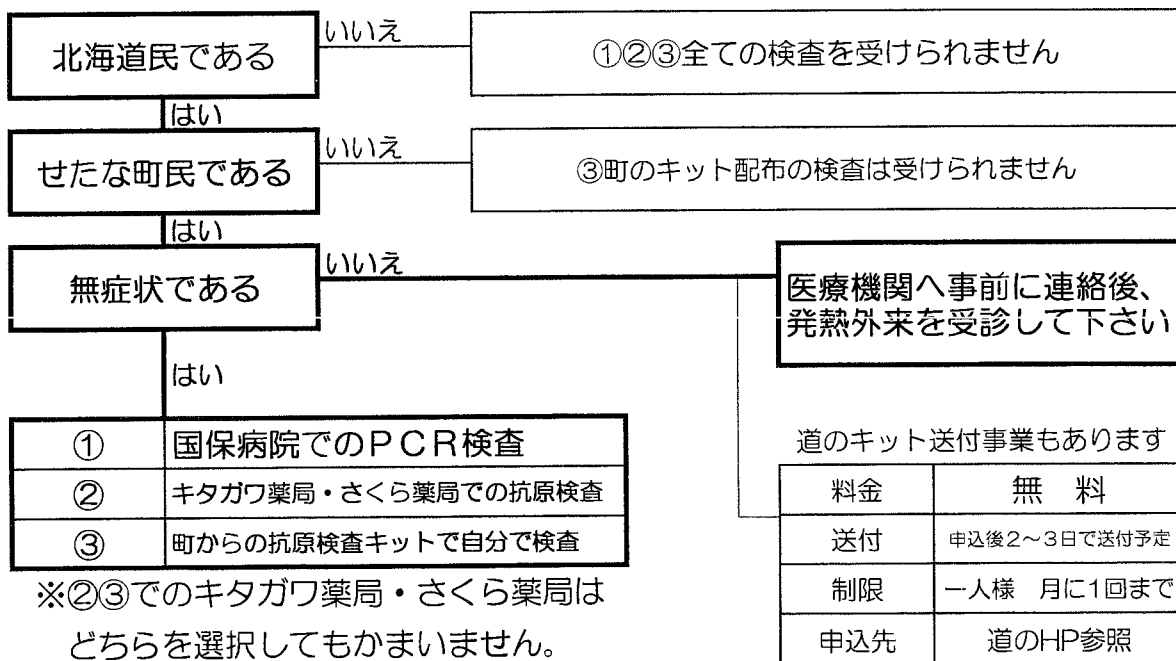 北海道民である
いいえ
①②③全ての検査を受けられません
はい
せたな町民である
いいえ
③町のキット配布の検査は受けられません
はい
無症状である
いいえ
医療機関へ事前に連絡後、
発熱外来を受診して下さい
はい
① 国保病院でのPCR検査
② キタガワ薬局・さくら薬局での抗原検査
③ 町からの抗原検査キットで自分で検査
※②③でのキタガワ薬局・さくら薬局は
どちらを選択してもかまいません。
道のキット送付事業もあります
料金 無 料
送付 申込後2~3日で送付予定
制限 一人様 月に1回まで
申込先 道のHP参照